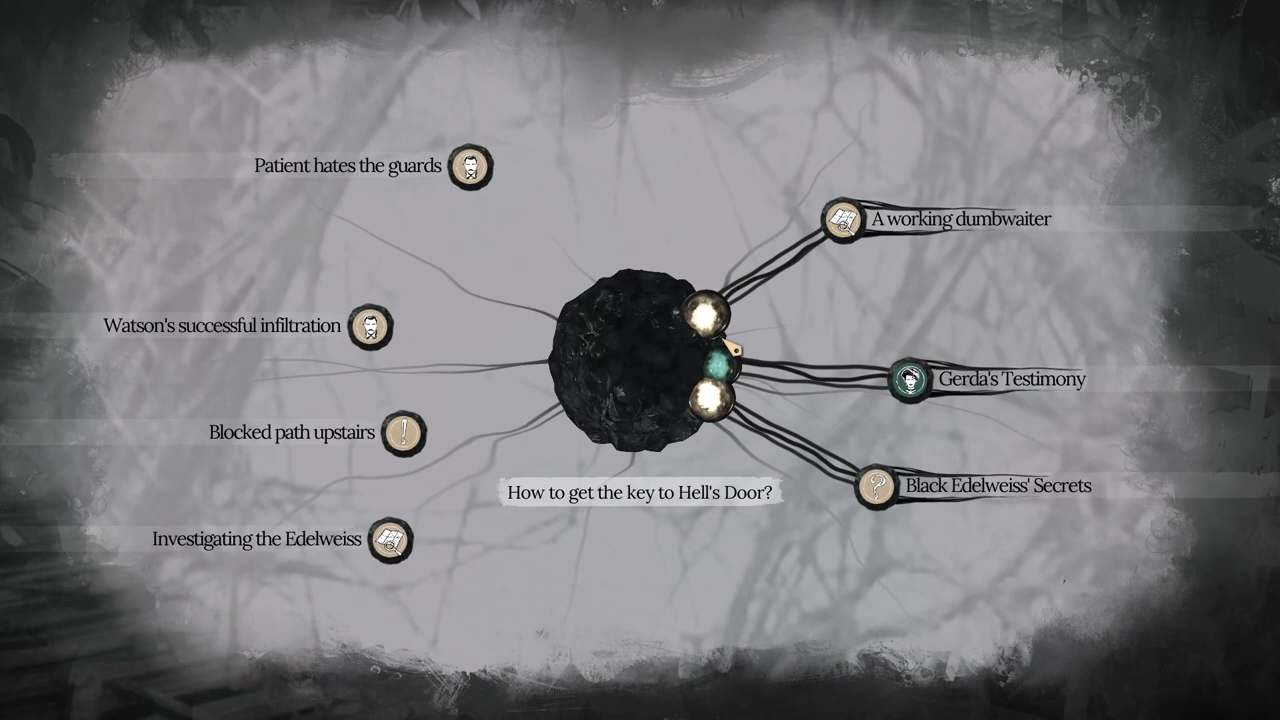 Patient hates the guards
A working dumbwaiter
Watson's successful infiltration
Gerda's Testimony
Blocked path upstairs
Black Edelweiss' Secrets
How to get the key to Hell's Door?
Investigating the Edelweiss